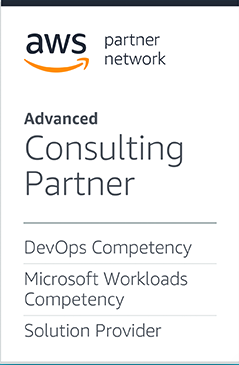 aws
partner
network
Advanced
Consulting
Partner
DevOps Competency
Microsoft Workloads
Competency
Solution Provider